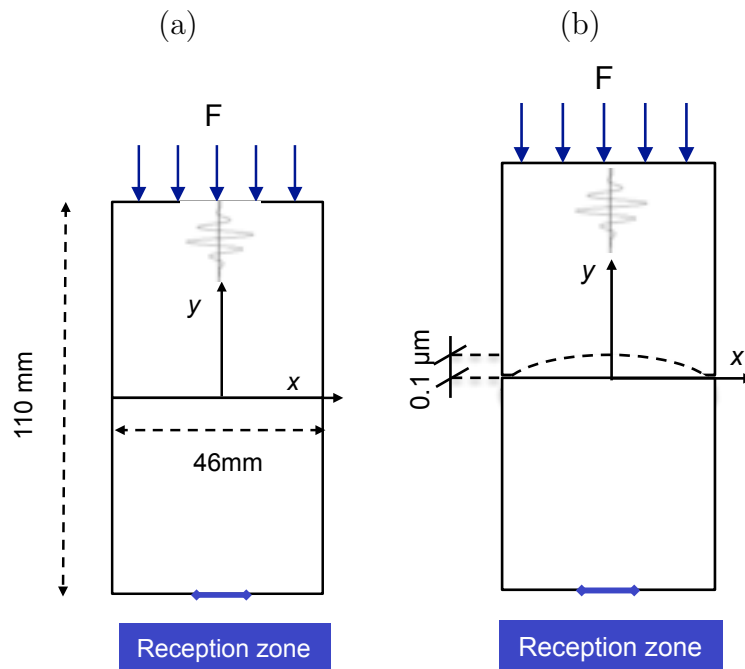 (a)
(b)
F
F
y
x
110 mm
46mm
Reception zone
y
x
0.1 µm
Reception zone